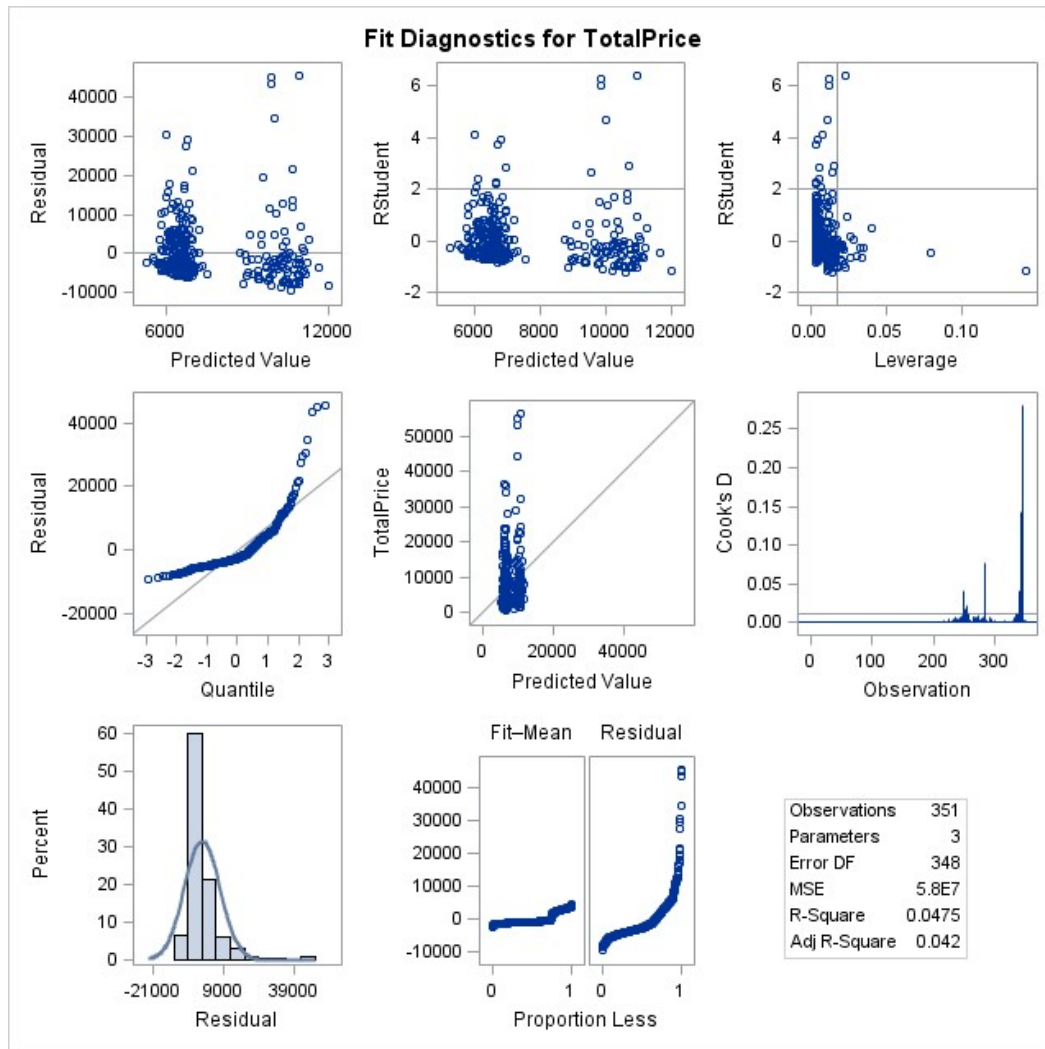 Fit Diagnostics for TotalPrice
Residual
40000
30000
20000
10000
0
-10000
6000 12000
Predicted Value
RStudent
6
4
2
0
-2
6000 8000 10000 12000
Predicted Value
RStudent
6
4
2
0
-2
0.00 0.05 0.10
Leverage
Residual
40000
20000
0
-20000
-3 -2 -1 0 1 2 3
Quantile
TotalPrice
50000
40000
30000
20000
10000
0
0 20000 40000
Predicted Value
Cook's D
0.25
0.20
0.15
0.10
0.05
0.00
0 100 200 300
Observation
Percent
60
50
40
30
20
10
0
-21000 9000 39000
Residual
Fit–Mean Residual
40000
30000
20000
10000
0
-10000
0 1 0 1
Proportion Less
Observations 351
Parameters 3
Error DF 348
MSE 5.8E7
R-Square 0.0475
Adj R-Square 0.042